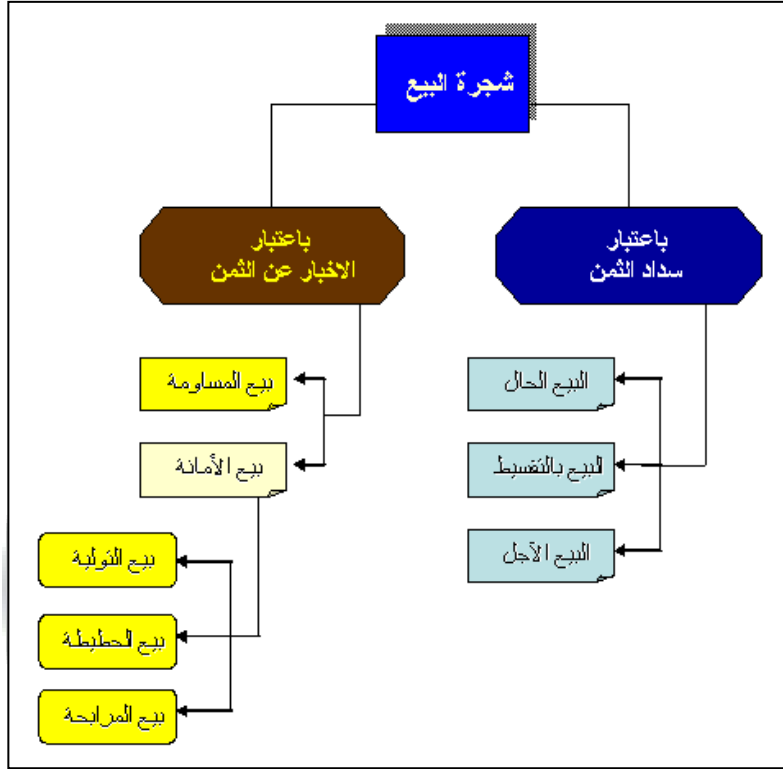 شجرة البيع
باعتبار
سداد الثمن
البيع الحال
البيع بالتقسيط
البيع الآجل
باعتبار
الاخبار عن الثمن
بيع المساومة
بيع الأمانة
بيع التولية
بيع الحطيطة
بيع المرابحة